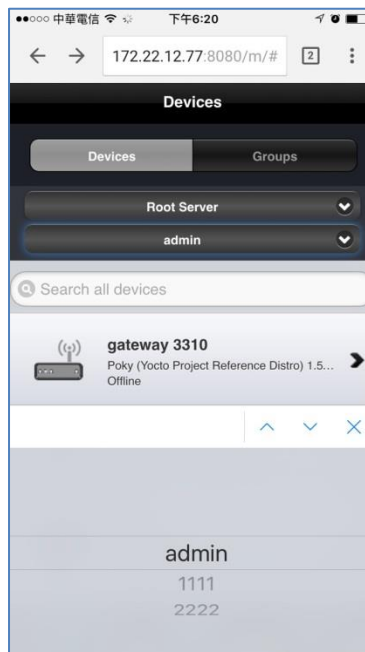 中華電信 下午6:20
172.22.12.77:8080/m/# 2
Devices
Devices Groups
Root Server
admin
Search all devices
gateway 3310
Poky (Yocto Project Reference Distro) 1.5...
Offline
admin
1111
2222